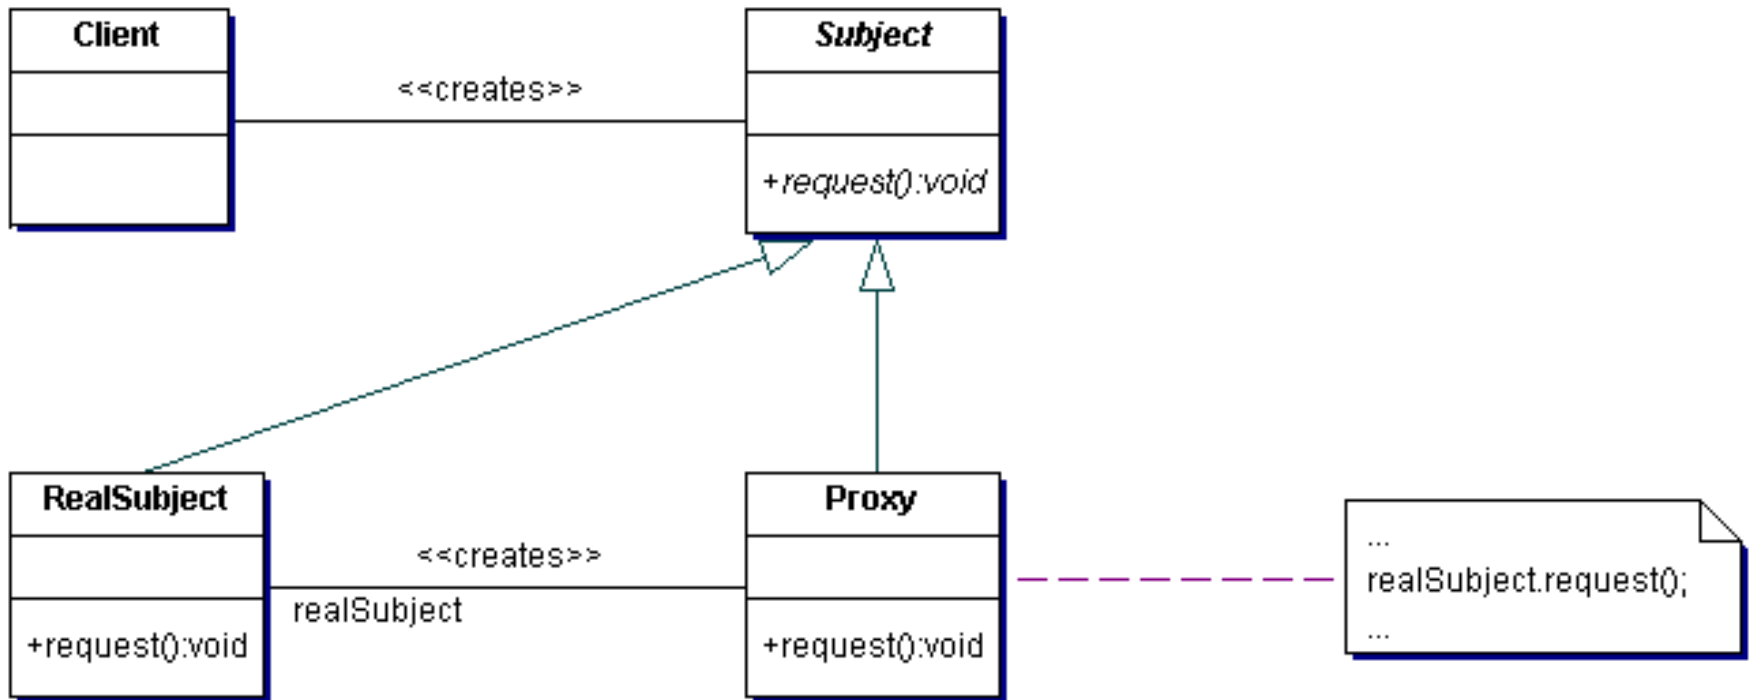 Client
Subject
<<creates>>
+request():void
RealSubject
Proxy
<<creates>>
realSubject
+request():void
+request():void
...
realSubject.request();
...